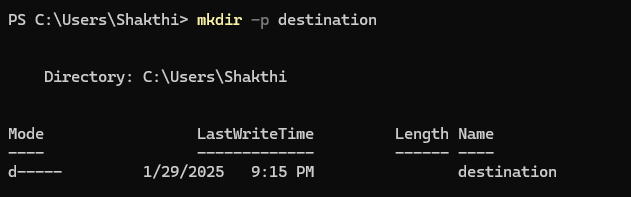 PS C:\Users\Shakthi> mkdir -p destination
Directory: C:\Users\Shakthi
Mode                 LastWriteTime         Length Name
----                 -------------         ------ ----
d-----         1/29/2025   9:15 PM                destination